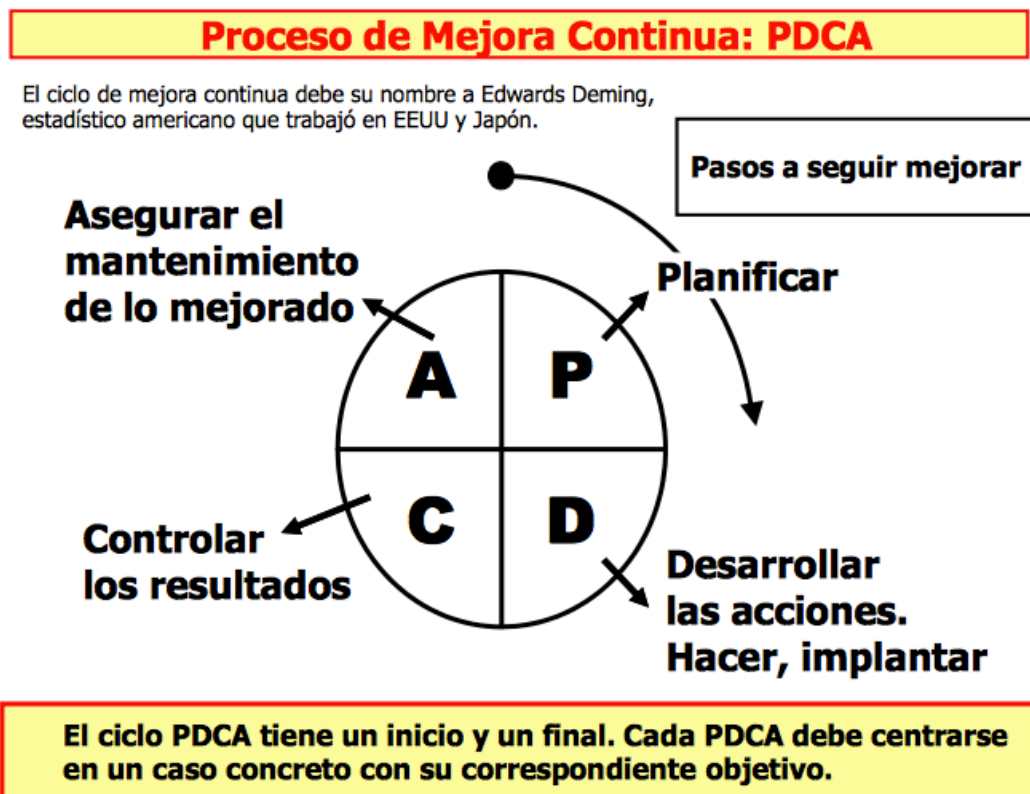 Proceso de Mejora Continua: PDCA
El ciclo de mejora continua debe su nombre a Edwards Deming,
estadístico americano que trabajó en EEUU y Japón.
Pasos a seguir mejorar
Asegurar el
mantenimiento
de lo mejorado
Planificar
A
P
C
D
Controlar
los resultados
Desarrollar
las acciones.
Hacer, implantar
El ciclo PDCA tiene un inicio y un final. Cada PDCA debe centrarse
en un caso concreto con su correspondiente objetivo.